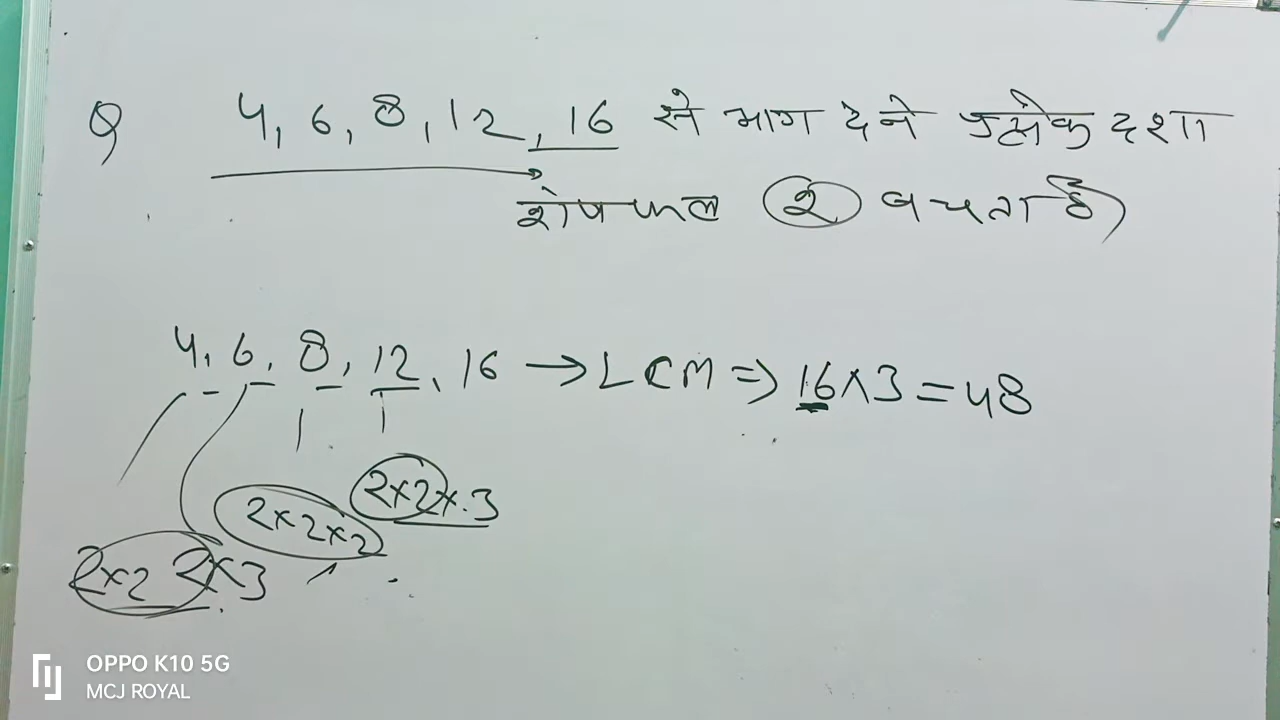 Q 4, 6, 8, 12, 16 से भाग देने प्रत्येक दशा
शेषफल 2 बचता है
4, 6, 8, 12, 16 → LCM ⇒ 16×3 = 48
2×2×3
2×2×2
2×2 2×3
OPPO K10 5G
MCJ ROYAL